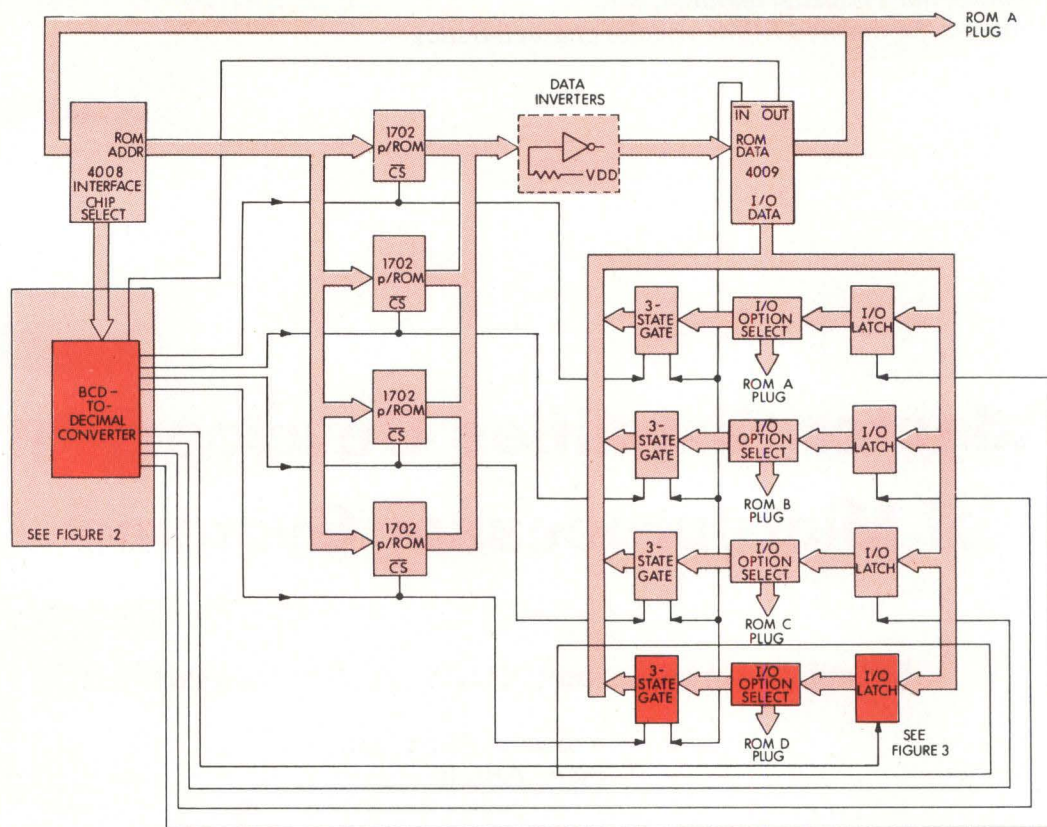 ROM A
PLUG
DATA
INVERTERS
ROM
ADDR
4008
INTERFACE
CHIP
SELECT
1702
p/ROM
CS
VDD
IN OUT
ROM
DATA
4009
I/O
DATA
1702
p/ROM
CS
3-
STATE
GATE
I/O
OPTION
SELECT
I/O
LATCH
ROM A
PLUG
BCD-
TO-
DECIMAL
CONVERTER
SEE FIGURE 2
1702
p/ROM
CS
3-
STATE
GATE
I/O
OPTION
SELECT
I/O
LATCH
ROM B
PLUG
1702
p/ROM
CS
3-
STATE
GATE
I/O
OPTION
SELECT
I/O
LATCH
ROM C
PLUG
3-
STATE
GATE
I/O
OPTION
SELECT
I/O
LATCH
ROM D
PLUG
SEE
FIGURE 3